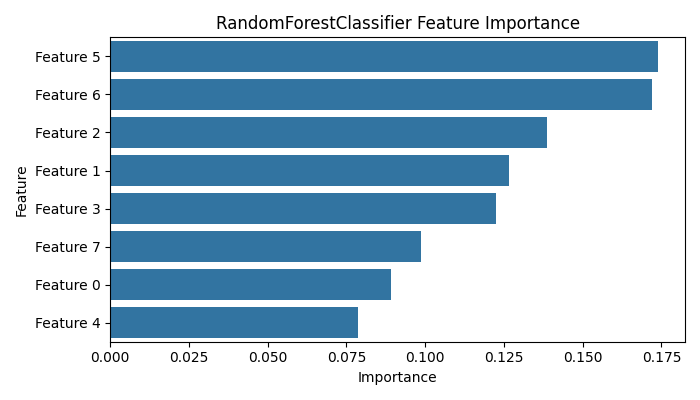 RandomForestClassifier Feature Importance
Feature
Feature 5
Feature 6
Feature 2
Feature 1
Feature 3
Feature 7
Feature 0
Feature 4
0.000 0.025 0.050 0.075 0.100 0.125 0.150 0.175
Importance